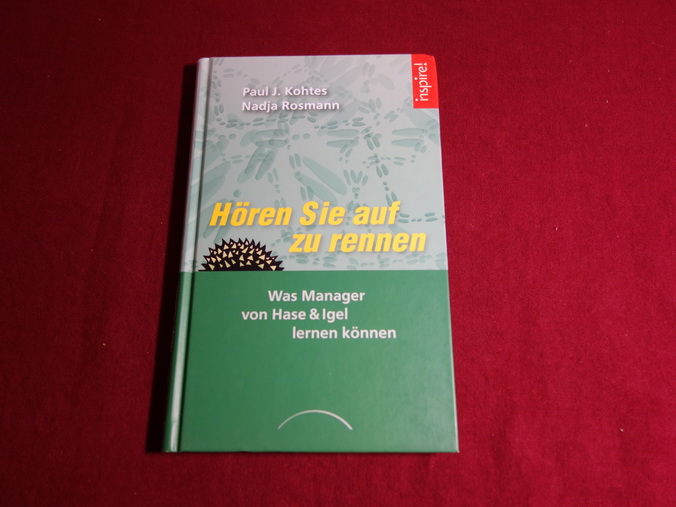 Paul J. Kohtes
Nadja Rosmann
inspire!
Hören Sie auf
zu rennen
Was Manager
von Hase & Igel
lernen können